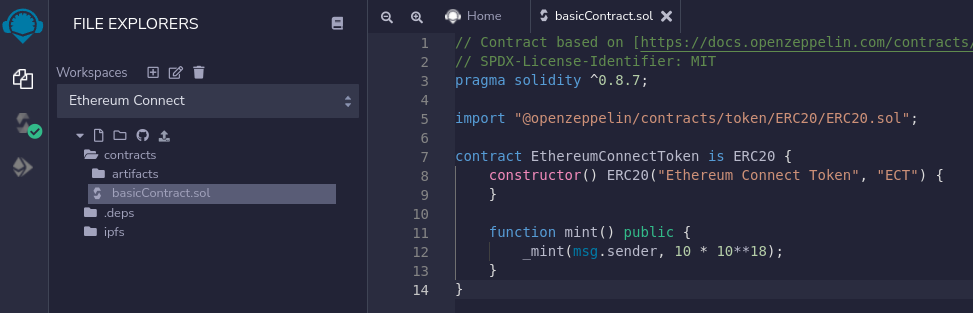 FILE EXPLORERS
Workspaces
Ethereum Connect
contracts
artifacts
basicContract.sol
.deps
ipfs
Home
basicContract.sol
1 // Contract based on [https://docs.openzeppelin.com/contracts/
2 // SPDX-License-Identifier: MIT
3 pragma solidity ^0.8.7;
4
5 import "@openzeppelin/contracts/token/ERC20/ERC20.sol";
6
7 contract EthereumConnectToken is ERC20 {
8     constructor() ERC20("Ethereum Connect Token", "ECT") {
9     }
10
11     function mint() public {
12         _mint(msg.sender, 10 * 10**18);
13     }
14 }